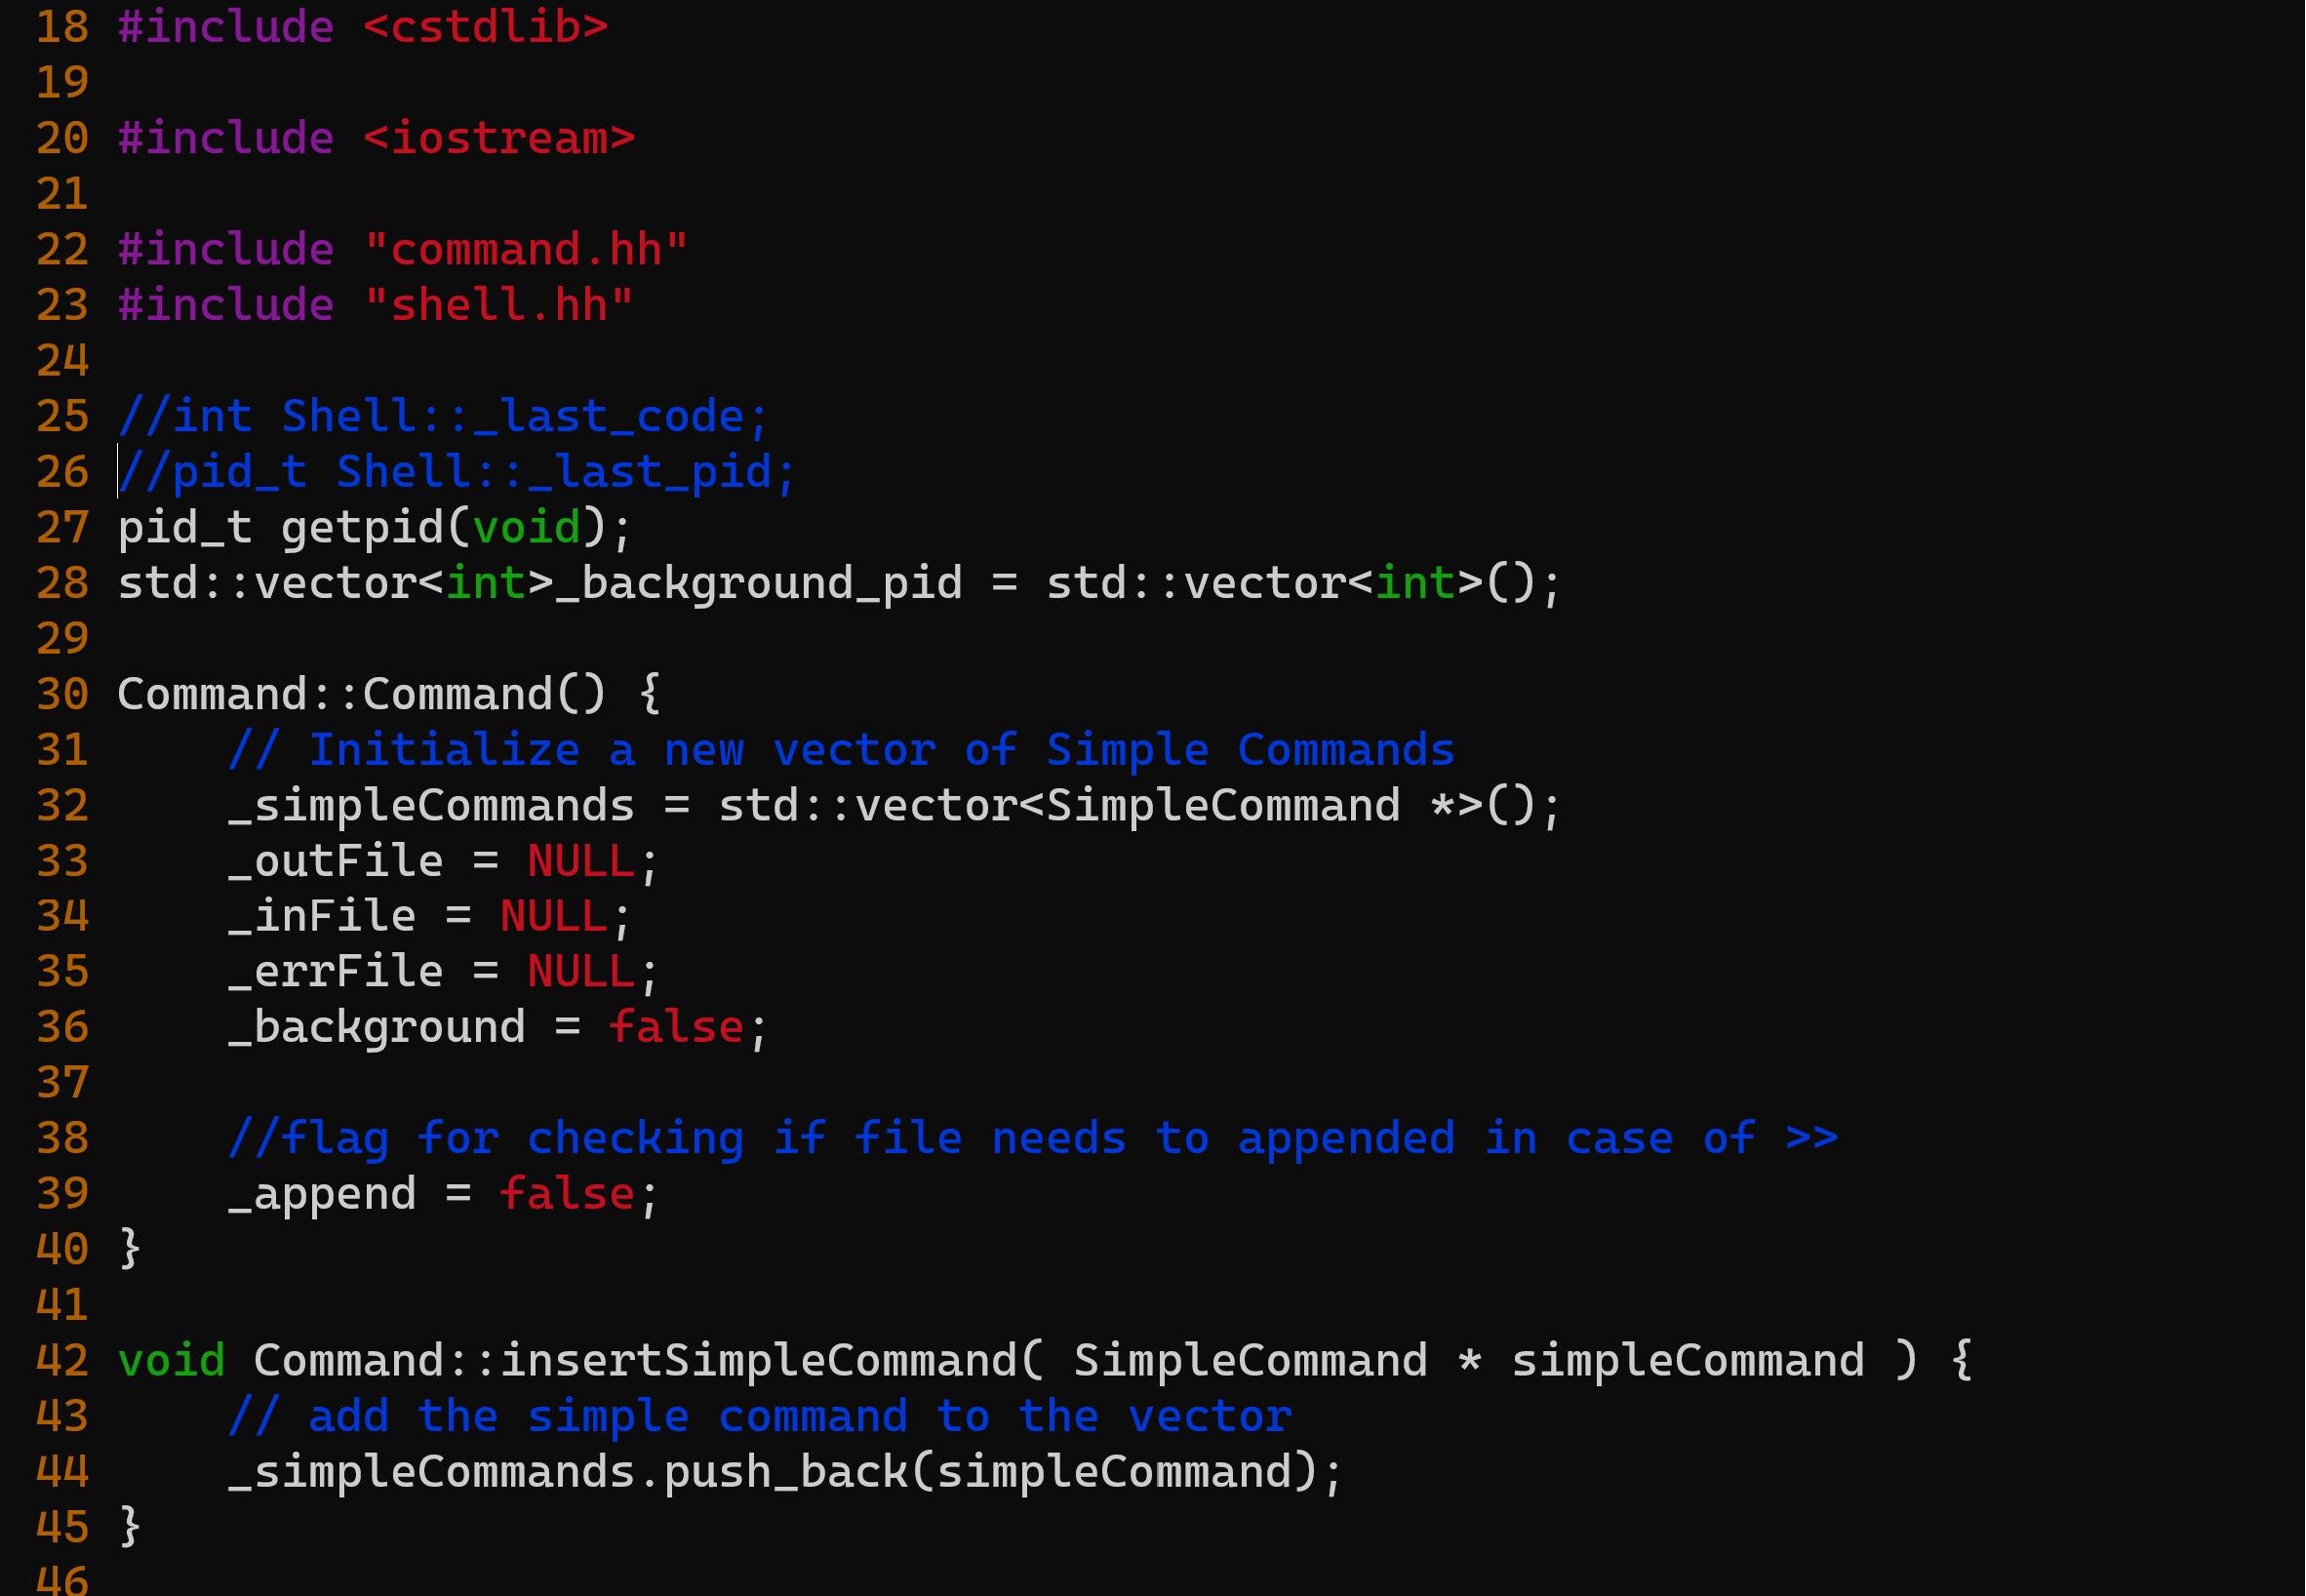 18 #include <cstdlib>
19
20 #include <iostream>
21
22 #include "command.hh"
23 #include "shell.hh"
24
25 //int Shell::_last_code;
26 //pid_t Shell::_last_pid;
27 pid_t getpid(void);
28 std::vector<int>_background_pid = std::vector<int>();
29
30 Command::Command() {
31     // Initialize a new vector of Simple Commands
32     _simpleCommands = std::vector<SimpleCommand *>();
33     _outFile = NULL;
34     _inFile = NULL;
35     _errFile = NULL;
36     _background = false;
37
38     //flag for checking if file needs to appended in case of >>
39     _append = false;
40 }
41
42 void Command::insertSimpleCommand( SimpleCommand * simpleCommand ) {
43     // add the simple command to the vector
44     _simpleCommands.push_back(simpleCommand);
45 }
46